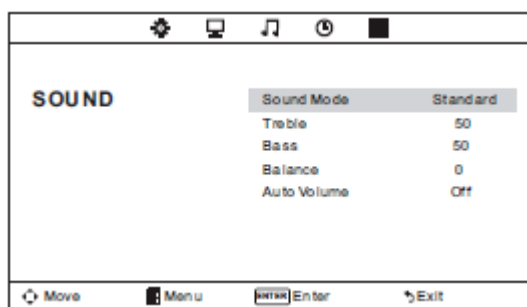 SOUND
Sound Mode Standard
Treble 50
Bass 50
Balance 0
Auto Volume Off
Move Menu ENTER Enter Exit